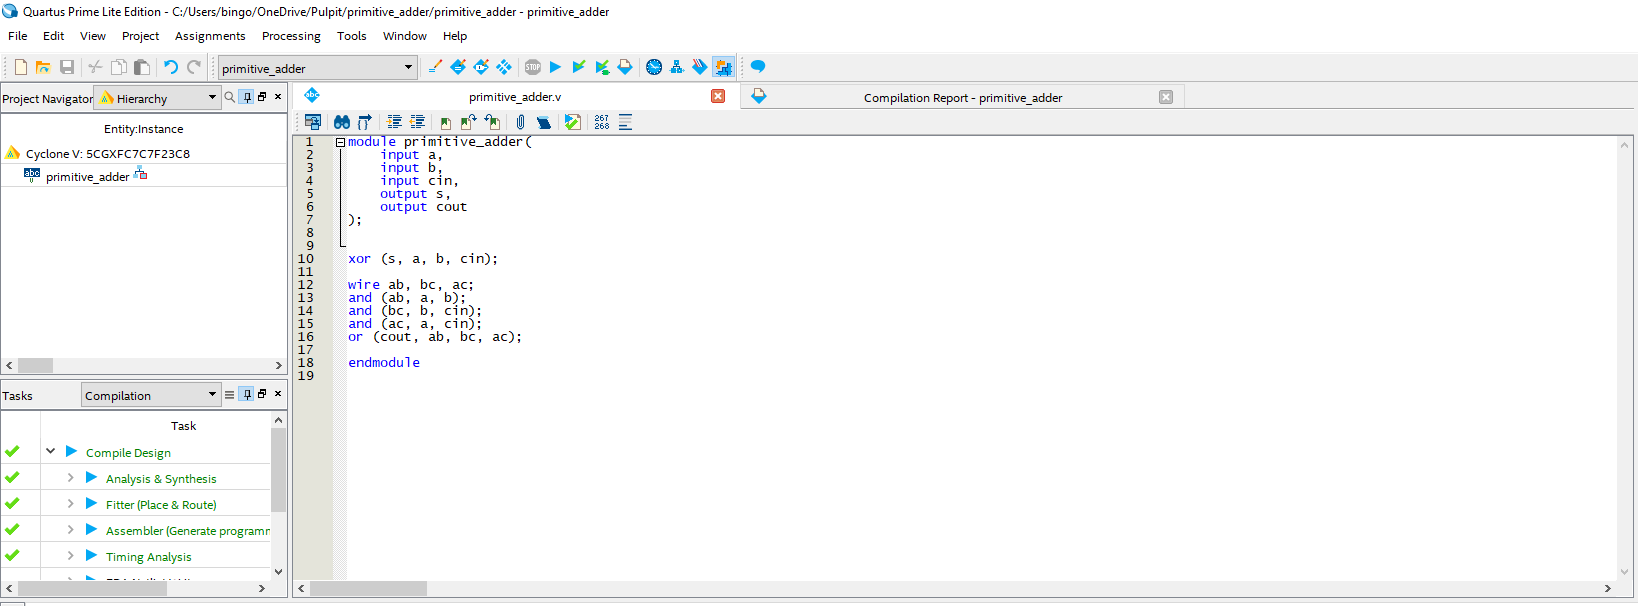 Quartus Prime Lite Edition - C:/Users/bingo/OneDrive/Pulpit/primitive_adder/primitive_adder - primitive_adder
File Edit View Project Assignments Processing Tools Window Help
primitive_adder
STOP
Project Navigator Hierarchy
Entity:Instance
Cyclone V: 5CGXFC7C7F23C8
abc primitive_adder
Tasks Compilation
Task
Compile Design
Analysis & Synthesis
Fitter (Place & Route)
Assembler (Generate programm
Timing Analysis
abc primitive_adder.v
Compilation Report - primitive_adder
267
268
1 module primitive_adder(
2 input a,
3 input b,
4 input cin,
5 output s,
6 output cout
7 );
8
9
10 xor (s, a, b, cin);
11
12 wire ab, bc, ac;
13 and (ab, a, b);
14 and (bc, b, cin);
15 and (ac, a, cin);
16 or (cout, ab, bc, ac);
17
18 endmodule
19